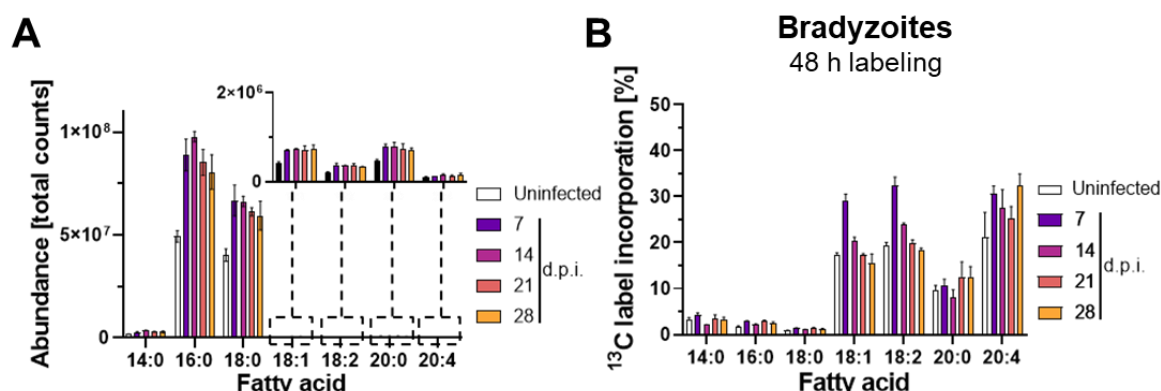 A
Abundance [total counts]
1×10⁸
5×10⁷
0
2×10⁶
0
14:0 16:0 18:0 18:1 18:2 20:0 20:4
Fatty acid
Uninfected
7
14
21
28
d.p.i.
B
Bradyzoites
48 h labeling
¹³C label incorporation [%]
50
40
30
20
10
0
14:0 16:0 18:0 18:1 18:2 20:0 20:4
Fatty acid
Uninfected
7
14
21
28
d.p.i.